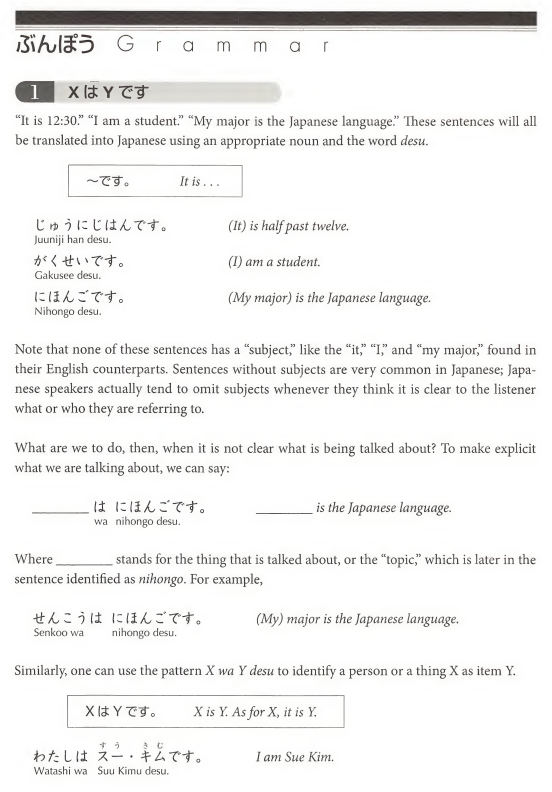 ぶんぽう Grammar
1 XはYです
“It is 12:30.” “I am a student.” “My major is the Japanese language.” These sentences will all
be translated into Japanese using an appropriate noun and the word desu.
～です。 It is . . .
じゅうにじはんです。 (It) is half past twelve.
Juuniji han desu.
がくせいです。 (I) am a student.
Gakusee desu.
にほんごです。 (My major) is the Japanese language.
Nihongo desu.
Note that none of these sentences has a “subject,” like the “it,” “I,” and “my major,” found in
their English counterparts. Sentences without subjects are very common in Japanese; Japa-
nese speakers actually tend to omit subjects whenever they think it is clear to the listener
what or who they are referring to.
What are we to do, then, when it is not clear what is being talked about? To make explicit
what we are talking about, we can say:
________ は にほんごです。 ________ is the Japanese language.
wa nihongo desu.
Where ________ stands for the thing that is talked about, or the “topic,” which is later in the
sentence identified as nihongo. For example,
せんこうは にほんごです。 (My) major is the Japanese language.
Senkoo wa nihongo desu.
Similarly, one can use the pattern X wa Y desu to identify a person or a thing X as item Y.
XはYです。 X is Y. As for X, it is Y.
すう きむ
わたしは スー・キムです。 I am Sue Kim.
Watashi wa Suu Kimu desu.